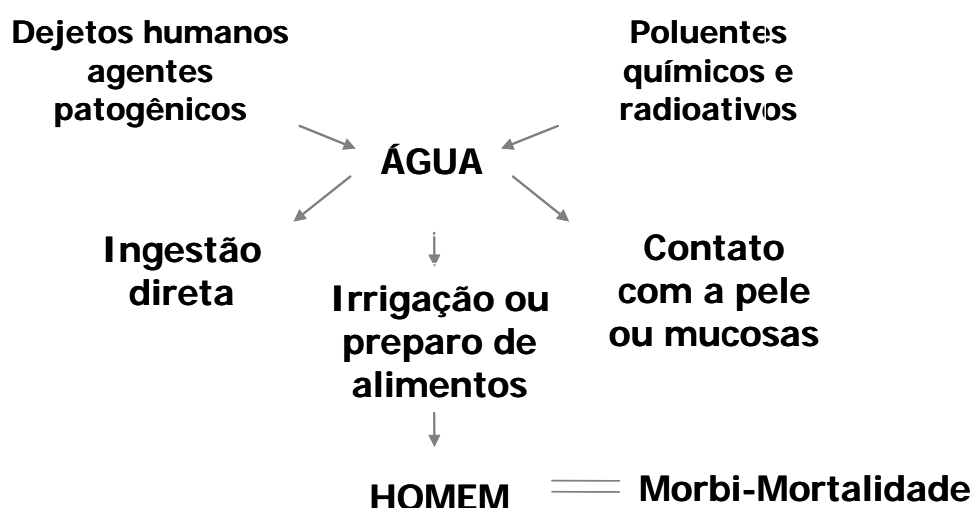 Dejetos humanos
agentes
patogênicos
Poluentes
químicos e
radioativos
ÁGUA
Ingestão
direta
Irrigação ou
preparo de
alimentos
Contato
com a pele
ou mucosas
HOMEM
Morbi-Mortalidade